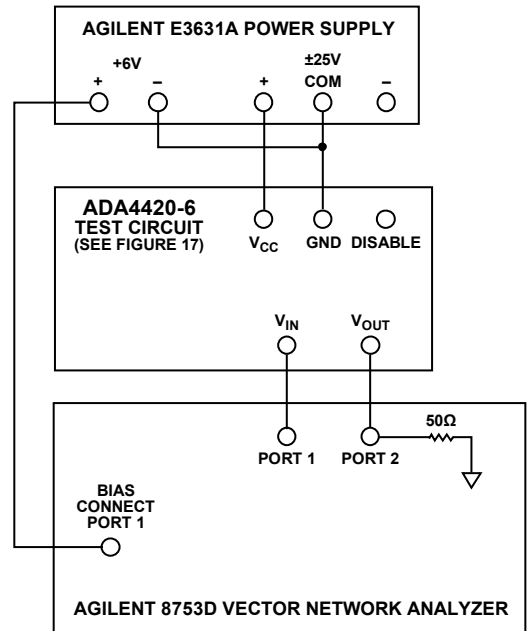 AGILENT E3631A POWER SUPPLY
+6V
±25V
+ – + COM –
ADA4420-6
TEST CIRCUIT
(SEE FIGURE 17)
VCC GND DISABLE
VIN VOUT
50Ω
PORT 1 PORT 2
BIAS
CONNECT
PORT 1
AGILENT 8753D VECTOR NETWORK ANALYZER